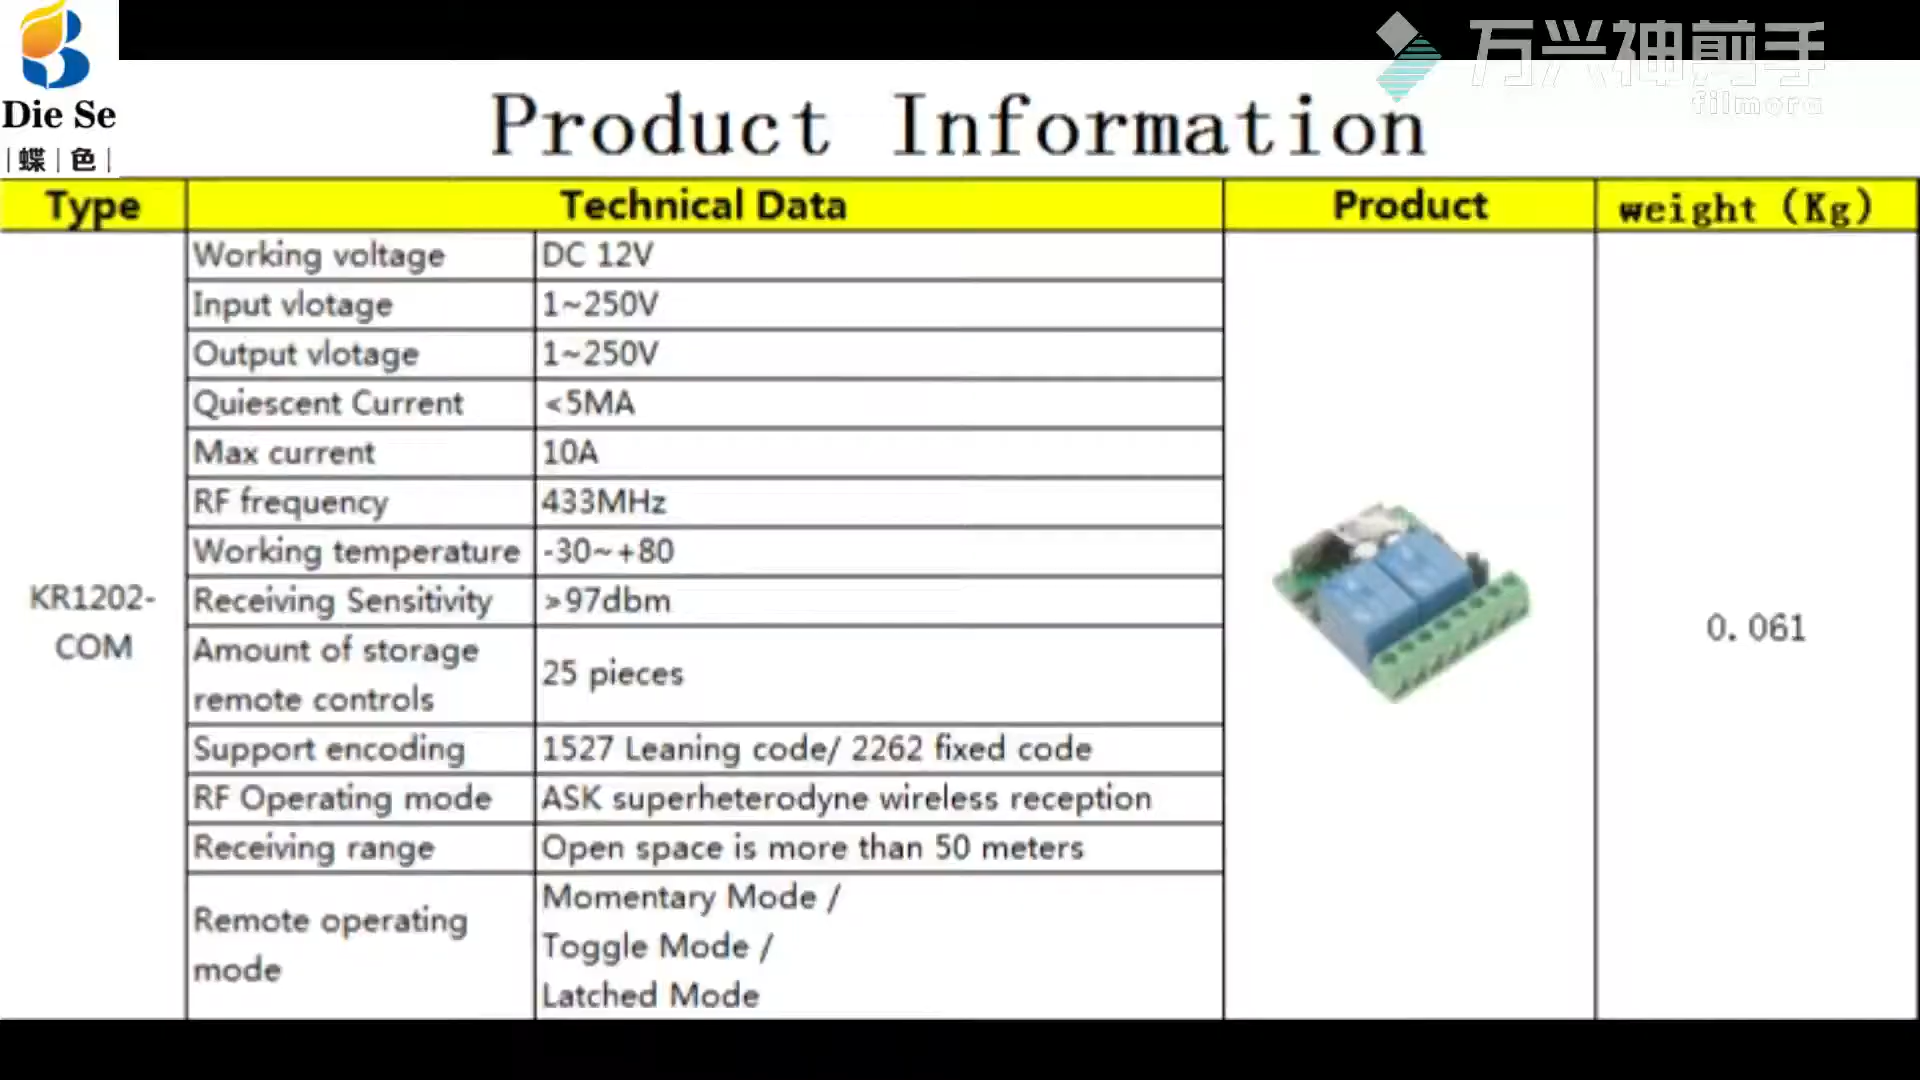 Die Se
|蝶|色|
万兴神剪手
filmora
Product Information
Type
Technical Data
Product
weight（Kg）
KR1202-
COM
Working voltage DC 12V
Input vlotage 1~250V
Output vlotage 1~250V
Quiescent Current <5MA
Max current 10A
RF frequency 433MHz
Working temperature -30~+80
Receiving Sensitivity >97dbm
Amount of storage
remote controls
25 pieces
Support encoding 1527 Leaning code/ 2262 fixed code
RF Operating mode ASK superheterodyne wireless reception
Receiving range Open space is more than 50 meters
Remote operating
mode
Momentary Mode /
Toggle Mode /
Latched Mode
0.061